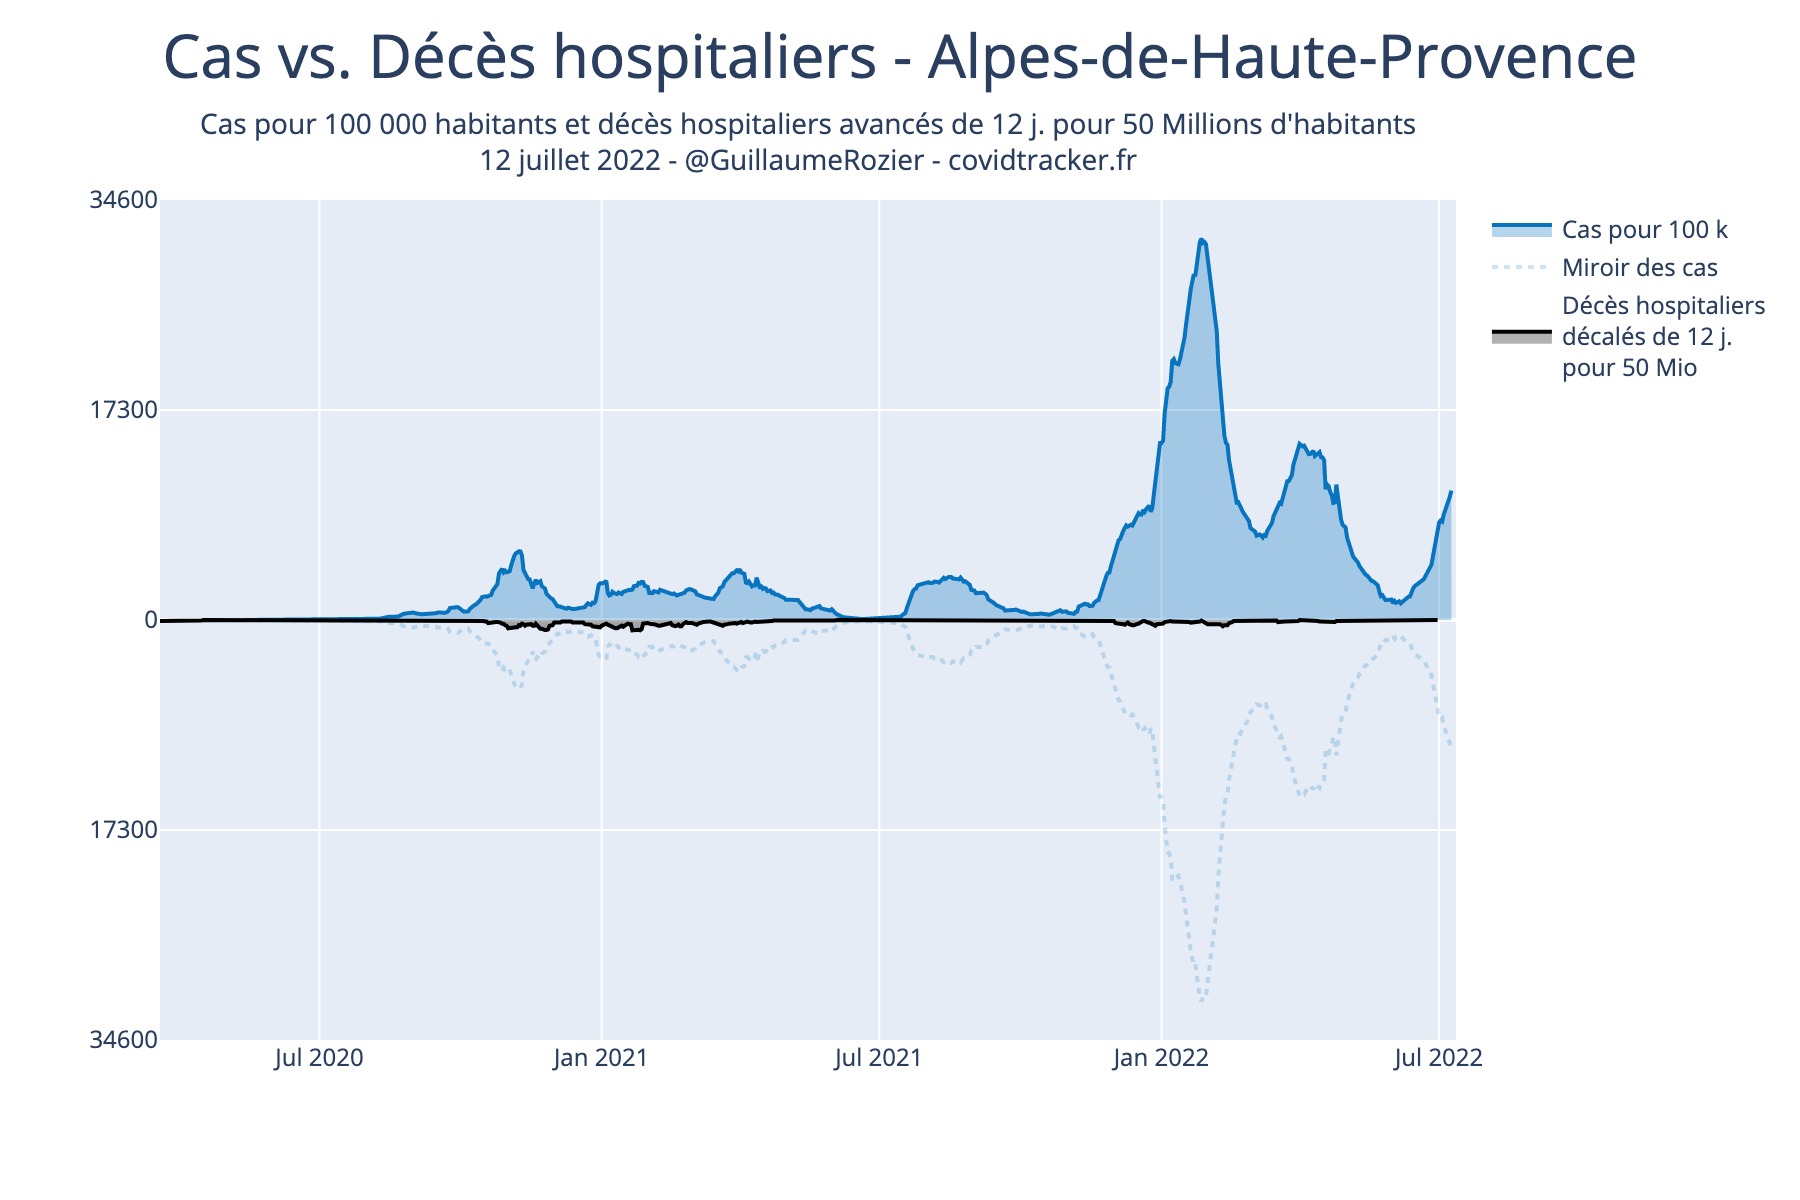 Cas vs. Décès hospitaliers - Alpes-de-Haute-Provence
Cas pour 100 000 habitants et décès hospitaliers avancés de 12 j. pour 50 Millions d'habitants
12 juillet 2022 - @GuillaumeRozier - covidtracker.fr
34600
17300
0
17300
34600
Jul 2020
Jan 2021
Jul 2021
Jan 2022
Jul 2022
Cas pour 100 k
Miroir des cas
Décès hospitaliers
décalés de 12 j.
pour 50 Mio